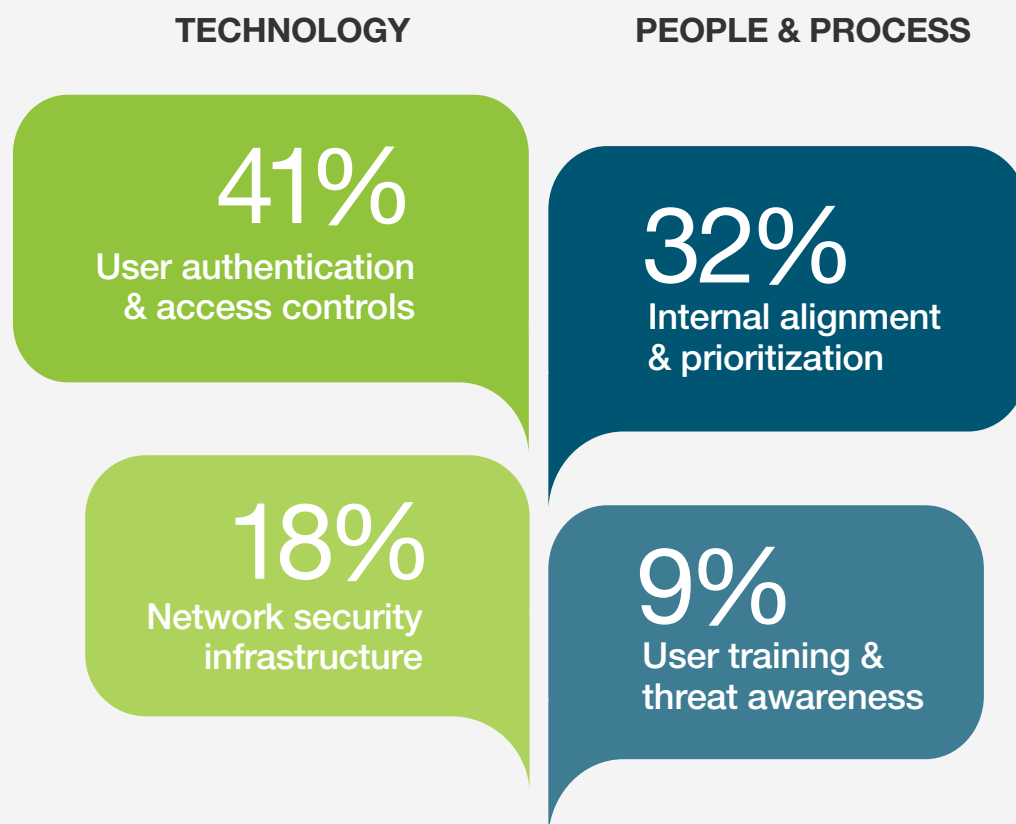 TECHNOLOGY
41%
User authentication
& access controls
18%
Network security
infrastructure
PEOPLE & PROCESS
32%
Internal alignment
& prioritization
9%
User training &
threat awareness